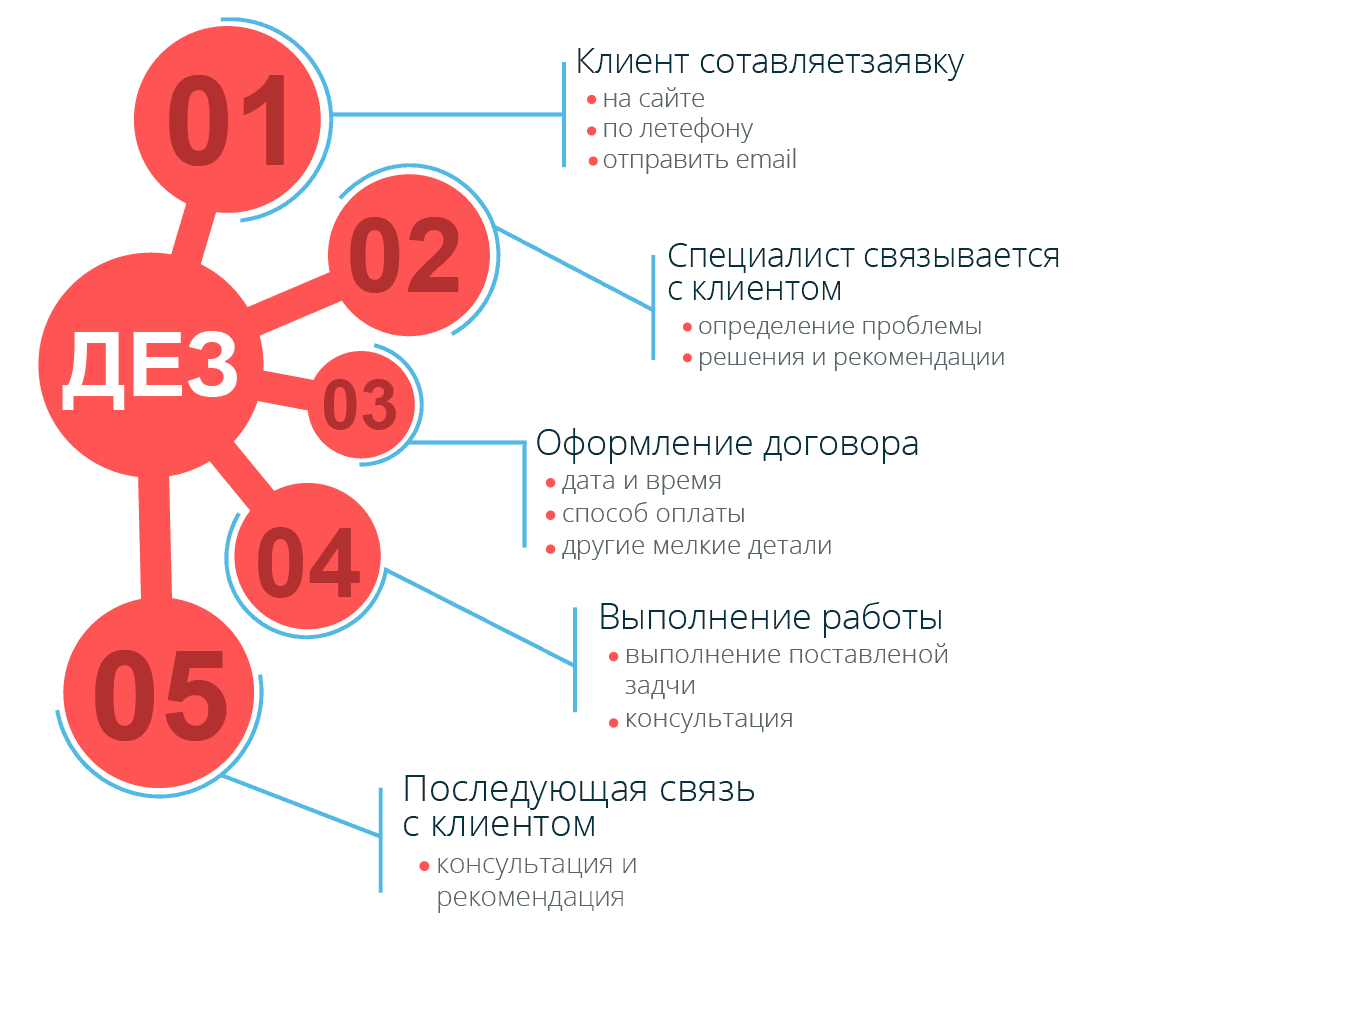 01
Клиент сотавляетзаявку
на сайте
по летефону
отправить email
02
Специалист связывается
с клиентом
определение проблемы
решения и рекомендации
ДЕЗ
03
Оформление договора
дата и время
способ оплаты
другие мелкие детали
04
Выполнение работы
выполнение поставленой
задчи
консультация
05
Последующая связь
с клиентом
консультация и
рекомендация